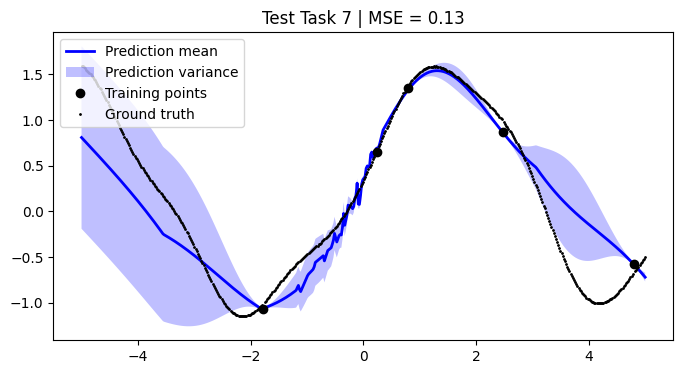 Test Task 7 | MSE = 0.13
Prediction mean
Prediction variance
Training points
Ground truth
1.5
1.0
0.5
0.0
−0.5
−1.0
−4
−2
0
2
4